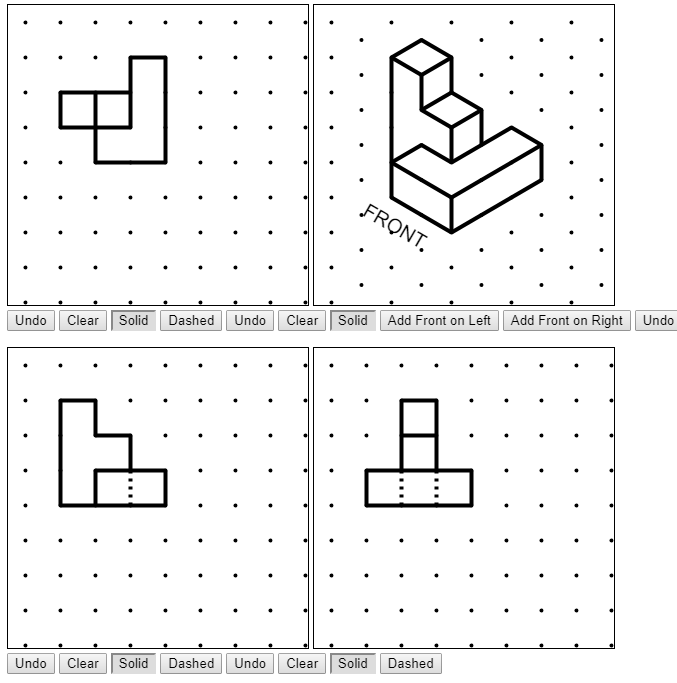 FRONT
Undo Clear Solid Dashed Undo Clear Solid Add Front on Left Add Front on Right Undo
Undo Clear Solid Dashed Undo Clear Solid Dashed